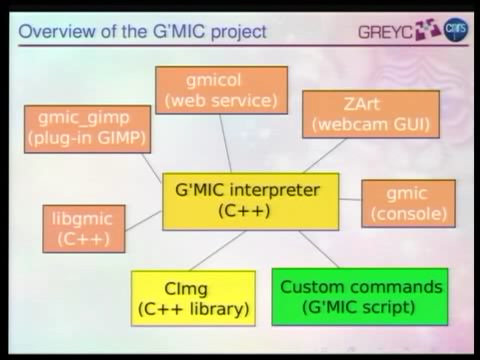 Overview of the G'MIC project
GREYC
cnrs
gmicol
(web service)
gmic_gimp
(plug-in GIMP)
ZArt
(webcam GUI)
G'MIC interpreter
(C++)
gmic
(console)
libgmic
(C++)
CImg
(C++ library)
Custom commands
(G'MIC script)